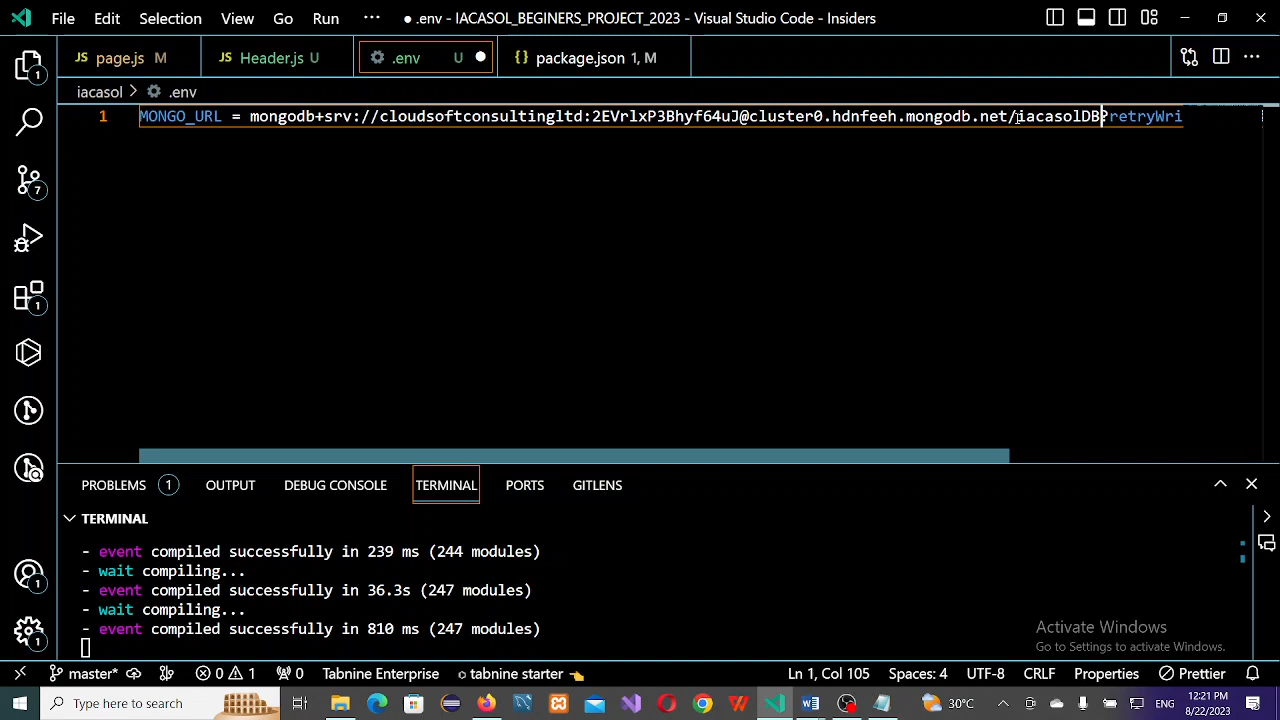 File Edit Selection View Go Run ··· ● .env - IACASOL_BEGINERS_PROJECT_2023 - Visual Studio Code - Insiders
JS page.js M JS Header.js U .env U {} package.json 1, M
iacasol > .env
1 MONGO_URL = mongodb+srv://cloudsoftconsultingltd:2EVrlxP3Bhyf64uJ@cluster0.hdnfeeh.mongodb.net/iacasolDB?retryWri
PROBLEMS 1 OUTPUT DEBUG CONSOLE TERMINAL PORTS GITLENS
TERMINAL
- event compiled successfully in 239 ms (244 modules)
- wait compiling...
- event compiled successfully in 36.3s (247 modules)
- wait compiling...
- event compiled successfully in 810 ms (247 modules)
1
7
1
1
1
Activate Windows
Go to Settings to activate Windows.
master* 0 1 0 Tabnine Enterprise tabnine starter Ln 1, Col 105 Spaces: 4 UTF-8 CRLF Properties Prettier
Type here to search 30°C 12:21 PM
8/22/2023